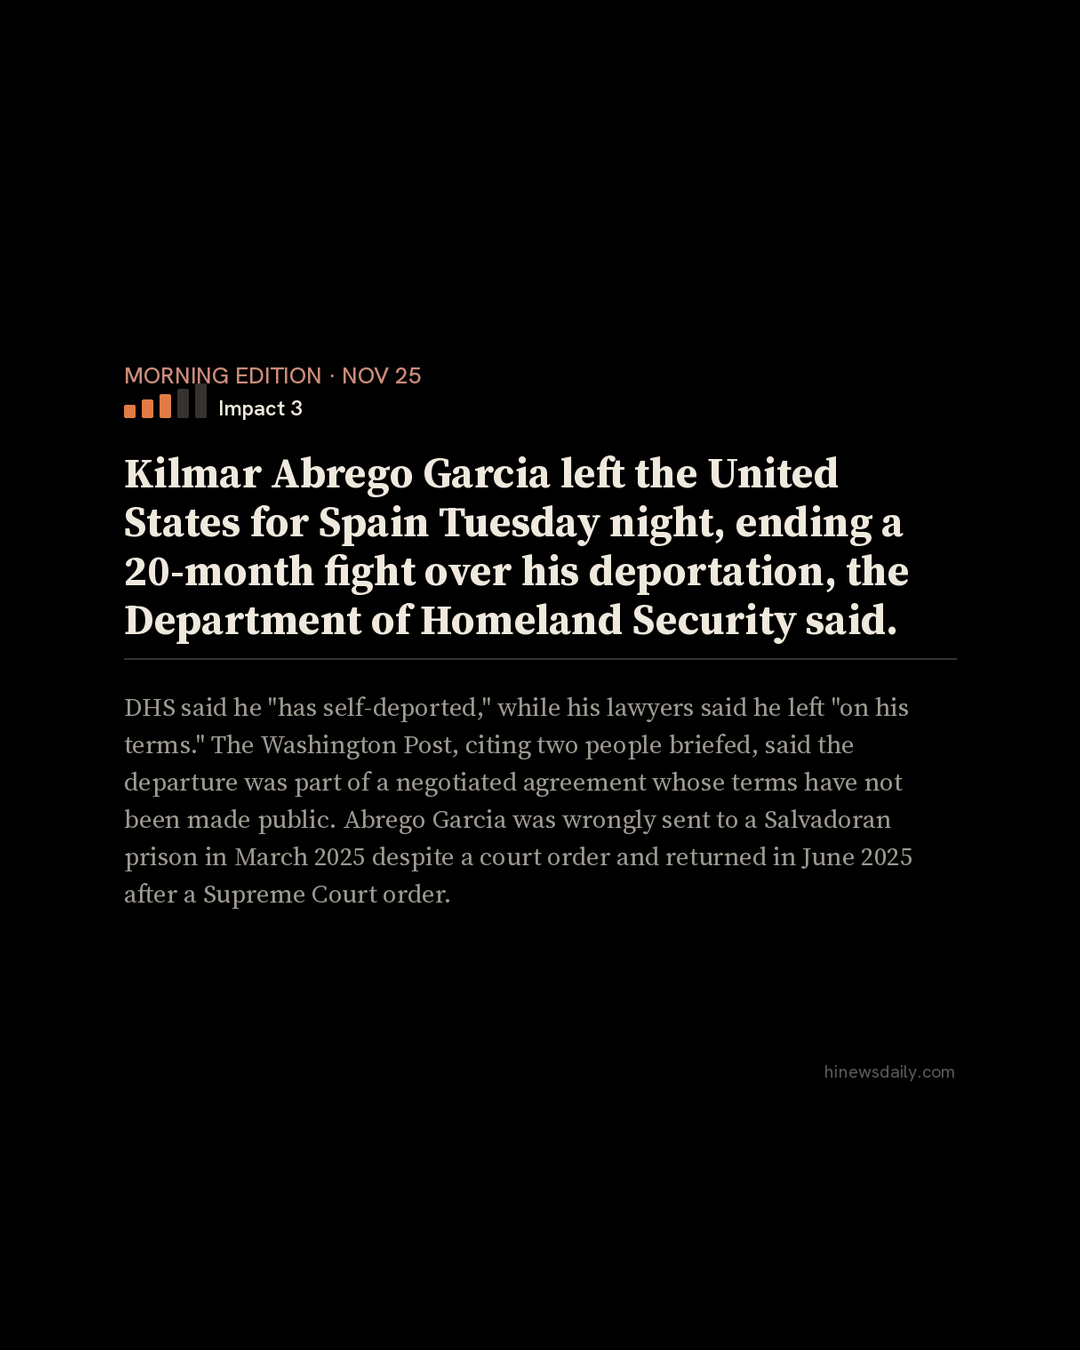 MORNING EDITION · NOV 25
Impact 3
Kilmar Abrego Garcia left the United
States for Spain Tuesday night, ending a
20-month fight over his deportation, the
Department of Homeland Security said.
DHS said he "has self-deported," while his lawyers said he left "on his
terms." The Washington Post, citing two people briefed, said the
departure was part of a negotiated agreement whose terms have not
been made public. Abrego Garcia was wrongly sent to a Salvadoran
prison in March 2025 despite a court order and returned in June 2025
after a Supreme Court order.
hinewsdaily.com